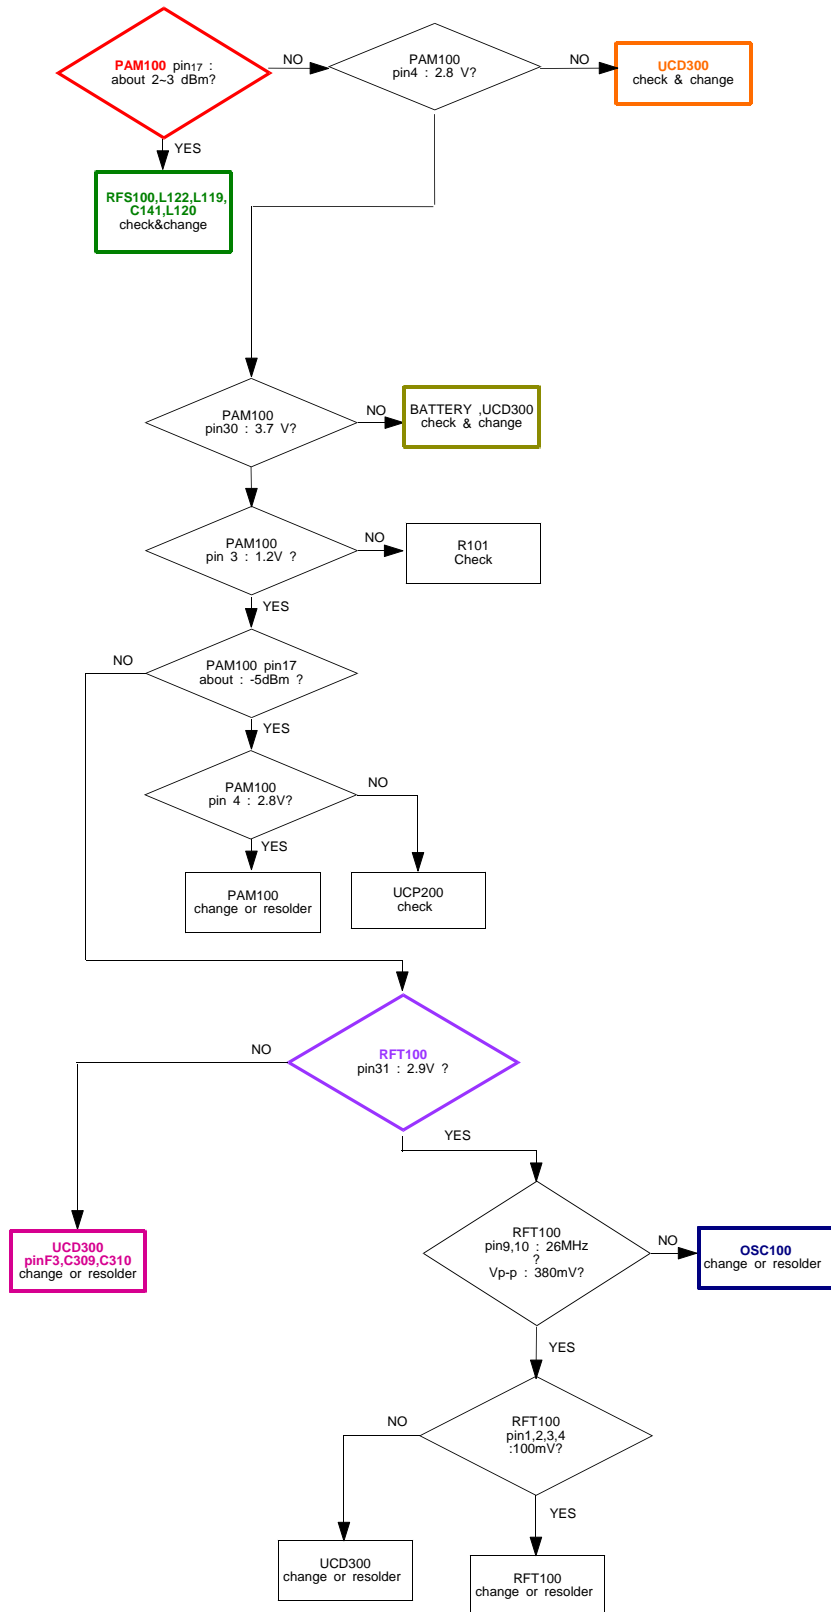 PAM100 pin17 :
about 2~3 dBm?
NO
PAM100
pin4 : 2.8 V?
NO
UCD300
check & change
YES
RFS100,L122,L119,
C141,L120
check&change
PAM100
pin30 : 3.7 V?
NO
BATTERY ,UCD300
check & change
PAM100
pin 3 : 1.2V ?
NO
R101
Check
YES
NO
PAM100 pin17
about : -5dBm ?
YES
PAM100
pin 4 : 2.8V?
NO
YES
PAM100
change or resolder
UCP200
check
RFT100
pin31 : 2.9V ?
NO
YES
UCD300
pinF3,C309,C310
change or resolder
RFT100
pin9,10 : 26MHz
?
Vp-p : 380mV?
NO
OSC100
change or resolder
YES
NO
RFT100
pin1,2,3,4
:100mV?
YES
UCD300
change or resolder
RFT100
change or resolder